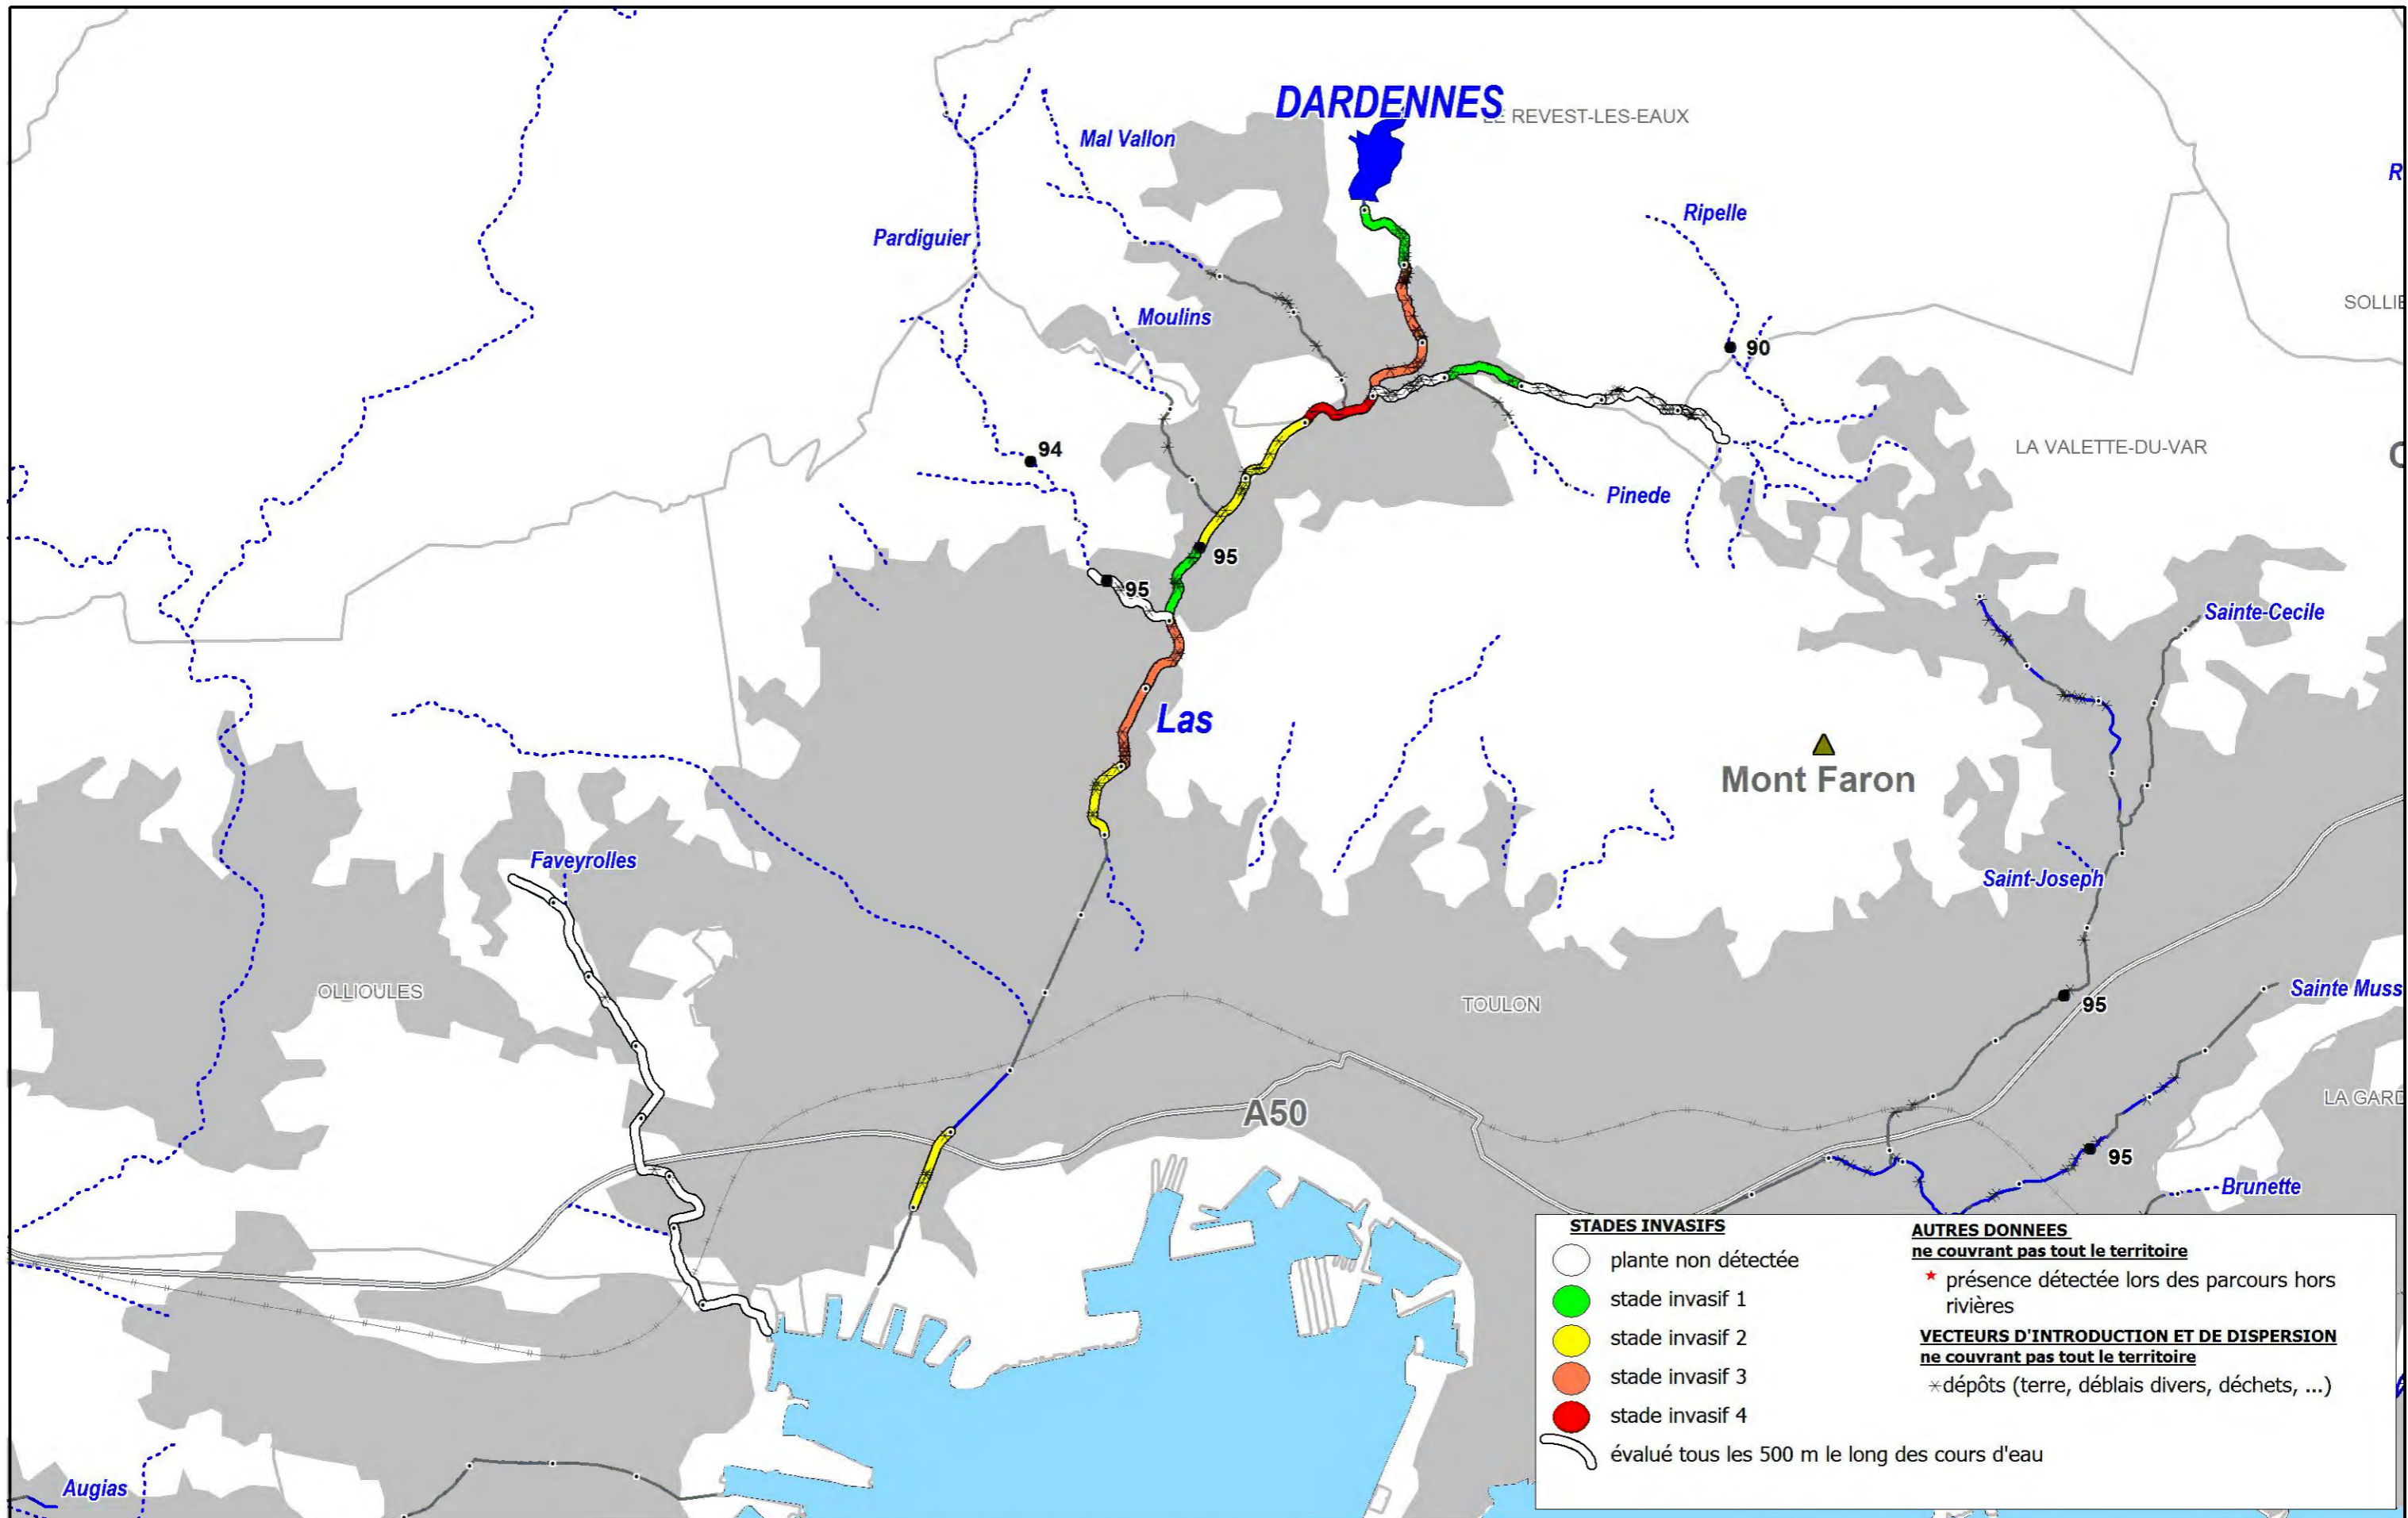 DARDENNES
LE REVEST-LES-EAUX
Mal Vallon
R
Ripelle
Pardiguier
SOLLIE
Moulins
90
LA VALETTE-DU-VAR
94
C
Pinede
95
95
Sainte-Cecile
Las
Mont Faron
Faveyrolles
Saint-Joseph
OLLIOULES
Sainte Muss
TOULON
95
LA GARD
A50
95
Brunette
Augias
STADES INVASIFS
plante non détectée
stade invasif 1
stade invasif 2
stade invasif 3
stade invasif 4
évalué tous les 500 m le long des cours d'eau
AUTRES DONNEES
ne couvrant pas tout le territoire
présence détectée lors des parcours hors
rivières
VECTEURS D'INTRODUCTION ET DE DISPERSION
ne couvrant pas tout le territoire
dépôts (terre, déblais divers, déchets, ...)